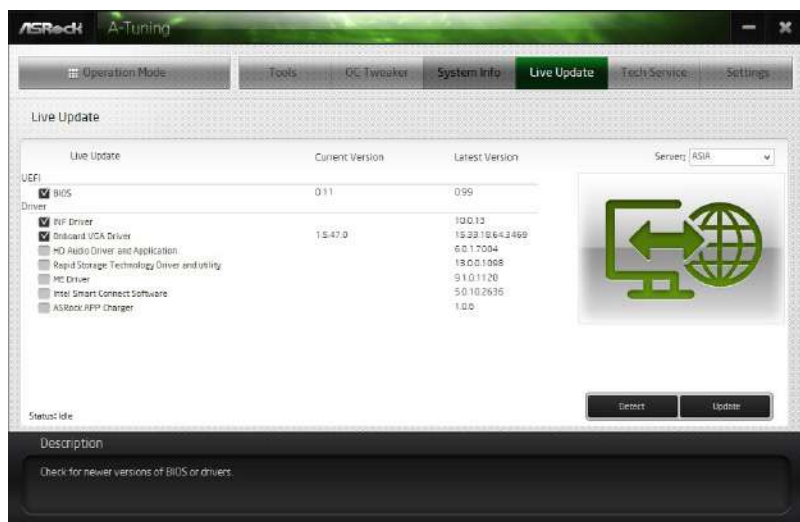 ASRock A-Tuning
Operation Mode Tools OC Tweaker System Info Live Update Tech Service Settings
Live Update
Live Update Current Version Latest Version Server: ASIA
UEFI
BIOS 0.11 0.99
Driver
INF Driver 10.0.13
Onboard VGA Driver 1.5.47.0 15.33.18.64.3469
HD Audio Driver and Application 6.0.1.7004
Rapid Storage Technology Driver and utility 13.0.0.1098
ME Driver 9.1.0.1120
Intel Smart Connect Software 5.0.10.2636
ASRock APP Charger 1.0.6
Status: Idle
Detect Update
Description
Check for newer versions of BIOS or drivers.